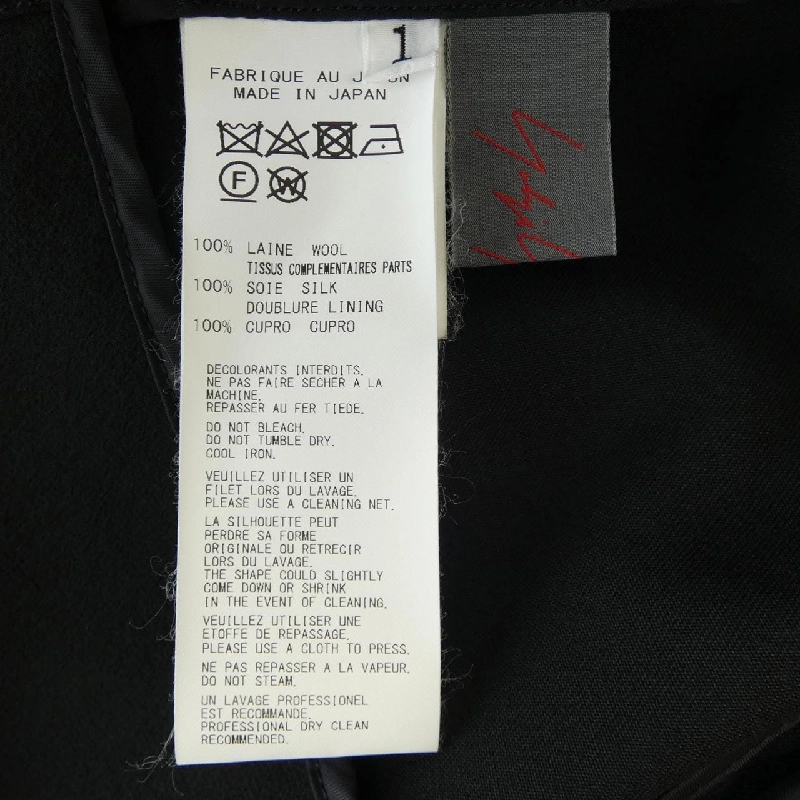 1
FABRIQUE AU
MADE IN JAPAN
F
W
100% LAINE WOOL
TISSUS COMPLEMENTAIRES PARTS
100% SOIE SILK
DOUBLURE LINING
100% CUPRO CUPRO
DECOLORANTS INTERDITS.
NE PAS FAIRE SECHER A LA
MACHINE.
REPASSER AU FER TIEDE.
DO NOT BLEACH.
DO NOT TUMBLE DRY.
COOL IRON.
VEUILLEZ UTILISER UN
FILET LORS DU LAVAGE.
PLEASE USE A CLEANING NET.
LA SILHOUETTE PEUT
PERDRE SA FORME
ORIGINALE OU RETRECIR
LORS DU LAVAGE.
THE SHAPE COULD SLIGHTLY
COME DOWN OR SHRINK
IN THE EVENT OF CLEANING.
VEUILLEZ UTILISER UNE
ETOFFE DE REPASSAGE.
PLEASE USE A CLOTH TO PRESS.
NE PAS REPASSER A LA VAPEUR.
DO NOT STEAM.
UN LAVAGE PROFESSIONEL
EST RECOMMANDE.
PROFESSIONAL DRY CLEAN
RECOMMENDED.